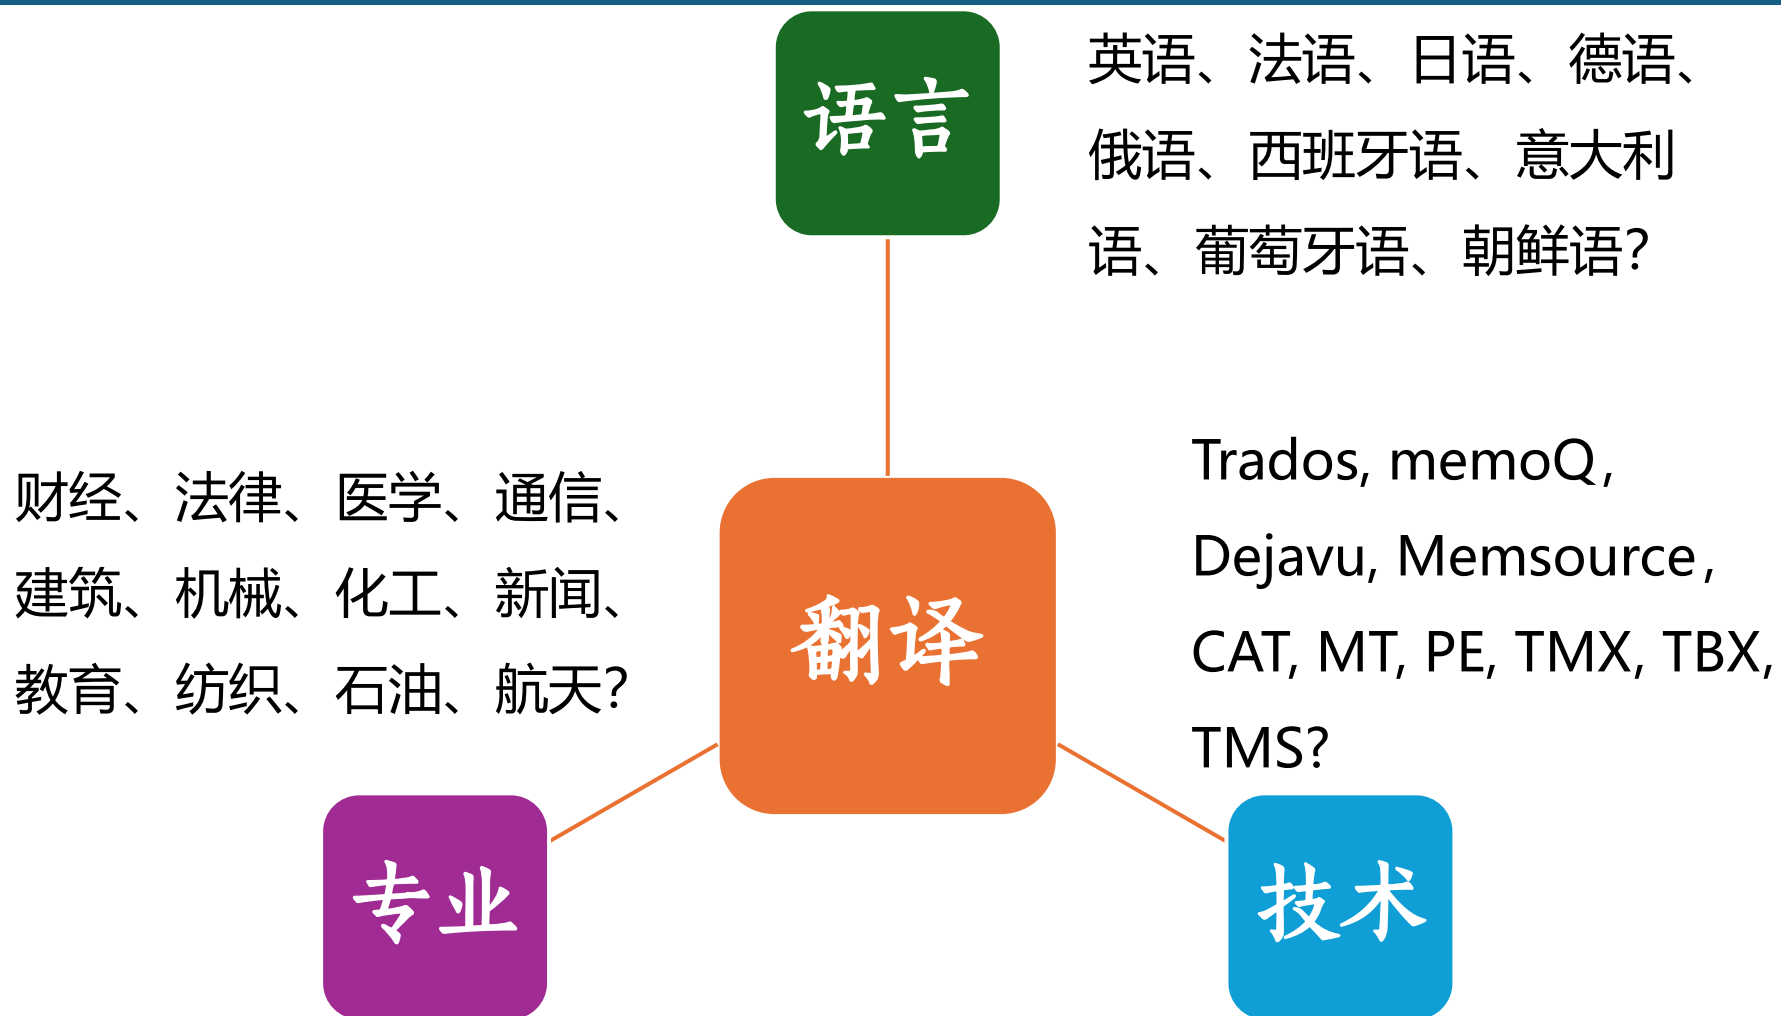 语言
英语、法语、日语、德语、
俄语、西班牙语、意大利
语、葡萄牙语、朝鲜语?
财经、法律、医学、通信、
建筑、机械、化工、新闻、
教育、纺织、石油、航天?
翻译
Trados, memoQ,
Dejavu, Memsource,
CAT, MT, PE, TMX, TBX,
TMS?
专业
技术